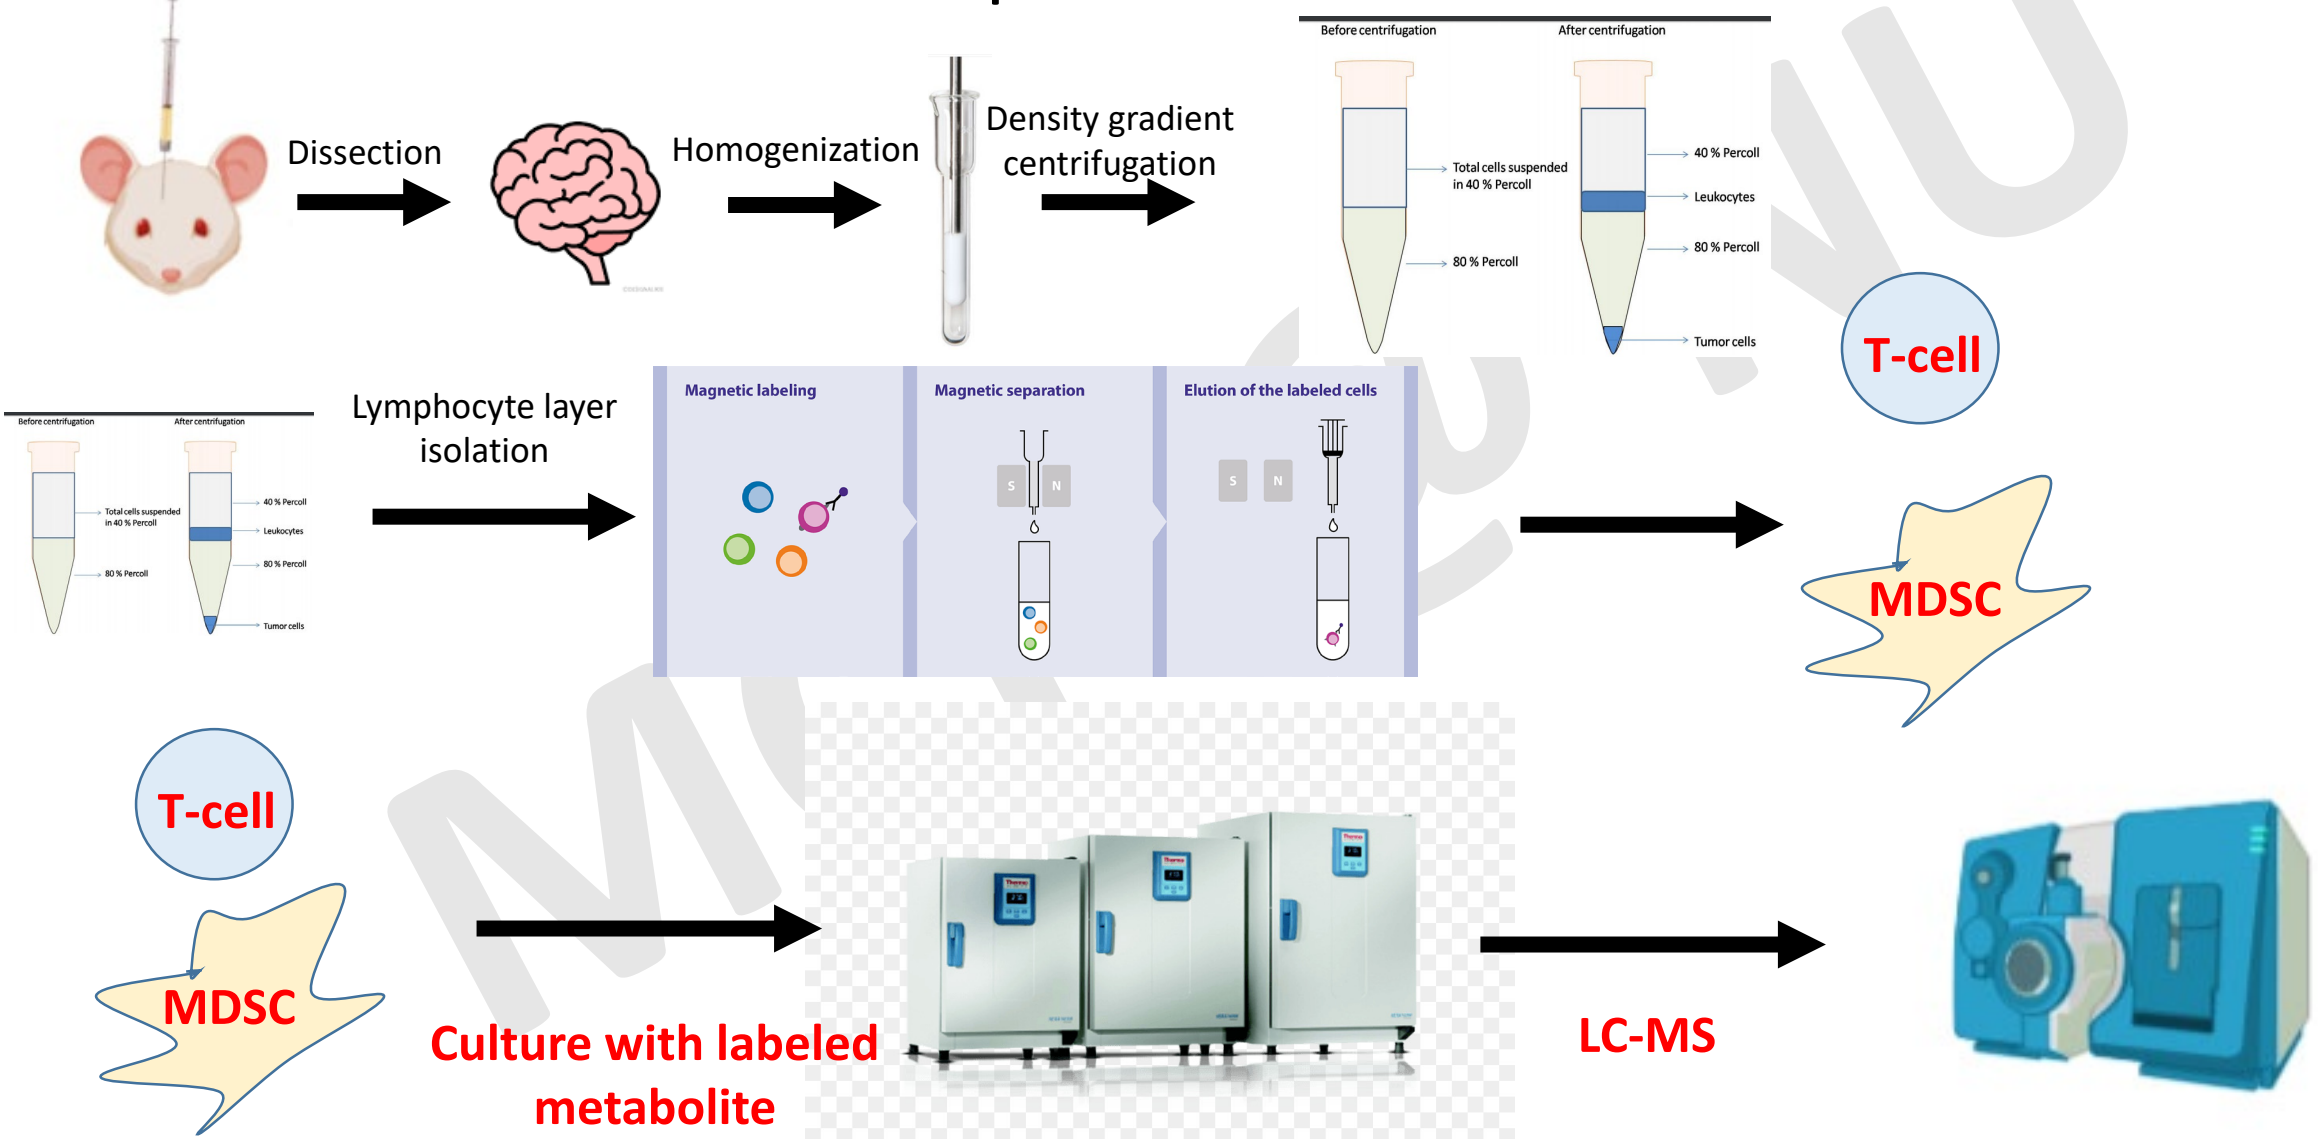 Before centrifugation
After centrifugation
Dissection
Homogenization
Density gradient
centrifugation
Total cells suspended
in 40 % Percoll
80 % Percoll
40 % Percoll
Leukocytes
80 % Percoll
Tumor cells
T-cell
Before centrifugation
After centrifugation
Total cells suspended
in 40 % Percoll
80 % Percoll
40 % Percoll
Leukocytes
80 % Percoll
Tumor cells
Lymphocyte layer
isolation
Magnetic labeling
Magnetic separation
S
N
Elution of the labeled cells
S
N
MDSC
T-cell
MDSC
Culture with labeled
metabolite
Thermo
Thermo
Thermo
LC-MS